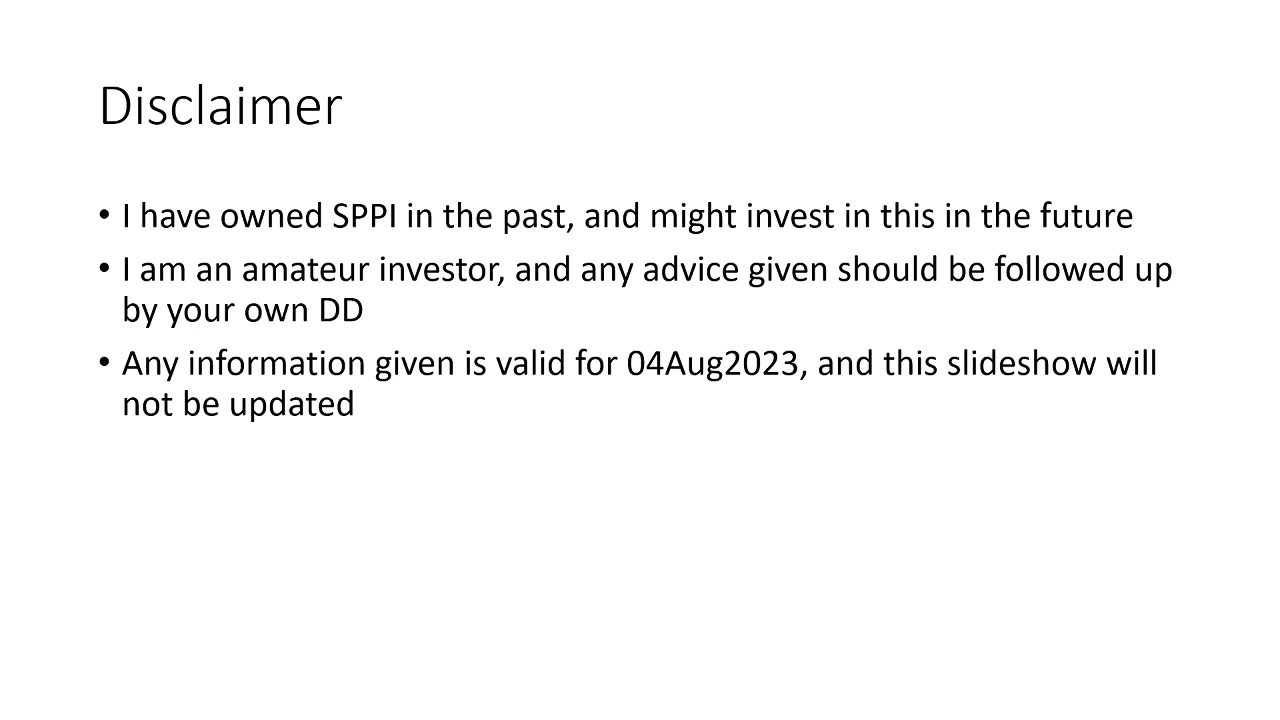 Disclaimer
• I have owned SPPI in the past, and might invest in this in the future
• I am an amateur investor, and any advice given should be followed up
by your own DD
• Any information given is valid for 04Aug2023, and this slideshow will
not be updated